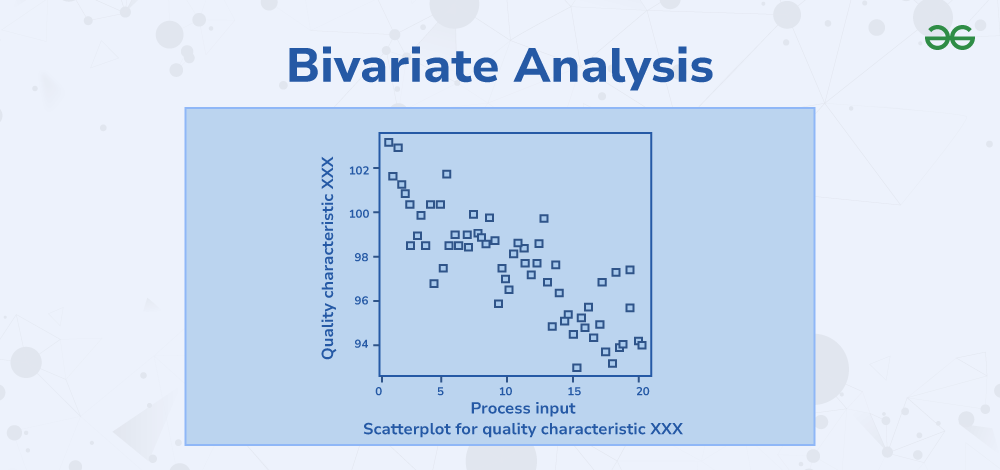 Bivariate Analysis
Quality characteristic XXX
102
100
98
96
94
0 5 10 15 20
Process input
Scatterplot for quality characteristic XXX